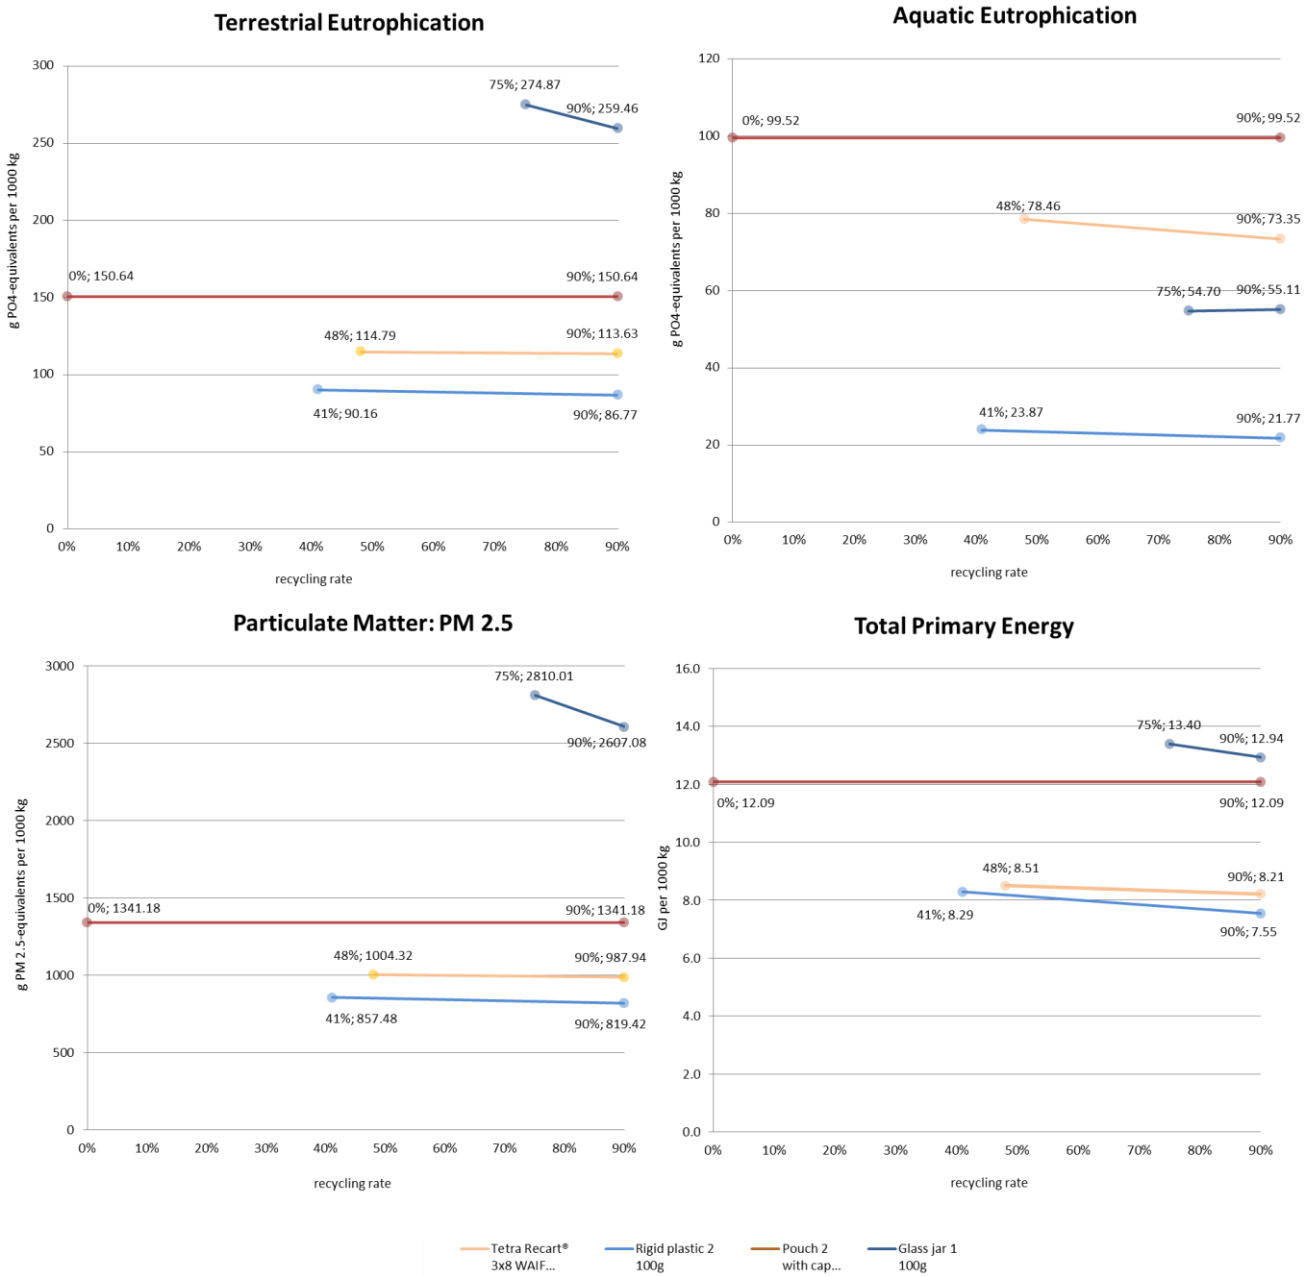 Terrestrial Eutrophication
300
250
200
150
100
50
0
g PO4-equivalents per 1000 kg
75%; 274.87
90%; 259.46
0%; 150.64
90%; 150.64
48%; 114.79
90%; 113.63
41%; 90.16
90%; 86.77
0% 10% 20% 30% 40% 50% 60% 70% 80% 90%
recycling rate
Aquatic Eutrophication
120
100
80
60
40
20
0
g PO4-equivalents per 1000 kg
0%; 99.52
90%; 99.52
48%; 78.46
90%; 73.35
75%; 54.70
90%; 55.11
41%; 23.87
90%; 21.77
0% 10% 20% 30% 40% 50% 60% 70% 80% 90%
recycling rate
Particulate Matter: PM 2.5
3000
2500
2000
1500
1000
500
0
g PM 2.5-equivalents per 1000 kg
75%; 2810.01
90%; 2607.08
0%; 1341.18
90%; 1341.18
48%; 1004.32
90%; 987.94
41%; 857.48
90%; 819.42
0% 10% 20% 30% 40% 50% 60% 70% 80% 90%
recycling rate
Total Primary Energy
16.0
14.0
12.0
10.0
8.0
6.0
4.0
2.0
0.0
GJ per 1000 kg
75%; 13.40
90%; 12.94
0%; 12.09
90%; 12.09
48%; 8.51
90%; 8.21
41%; 8.29
90%; 7.55
0% 10% 20% 30% 40% 50% 60% 70% 80% 90%
recycling rate
Tetra Recart®
3x8 WAIF...
Rigid plastic 2
100g
Pouch 2
with cap...
Glass jar 1
100g